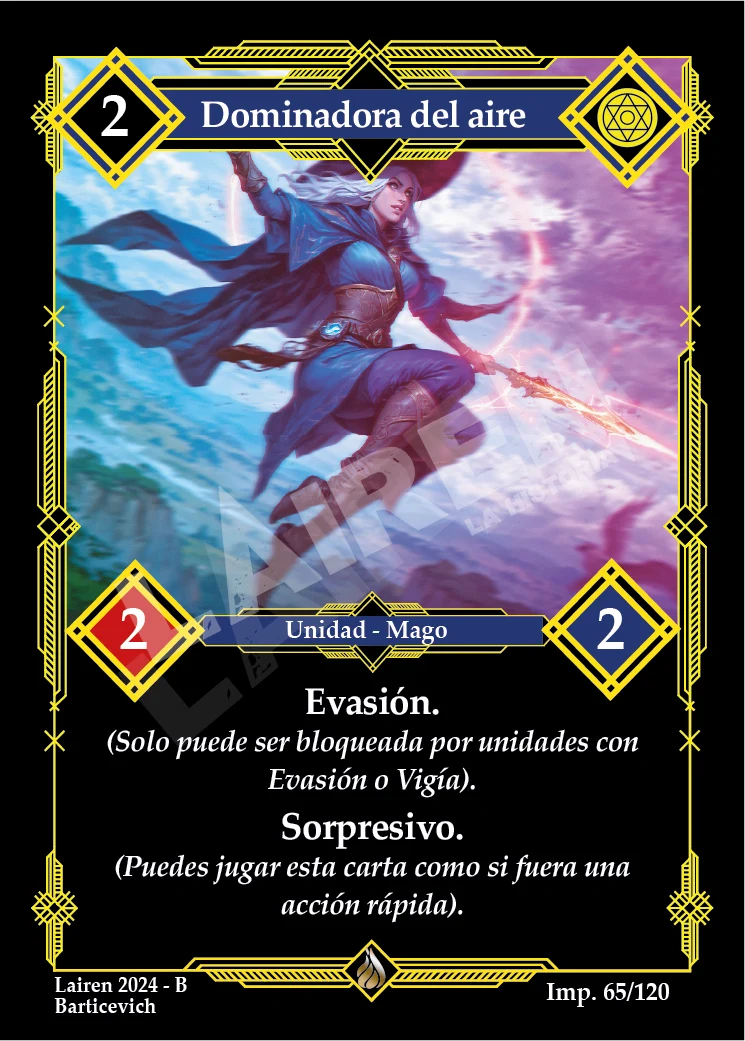 2
Dominadora del aire
LAIREN
2
Unidad - Mago
2
Evasión.
(Solo puede ser bloqueada por unidades con
Evasión o Vigía).
Sorpresivo.
(Puedes jugar esta carta como si fuera una
acción rápida).
Lairen 2024 - B
Barticevich
Imp. 65/120